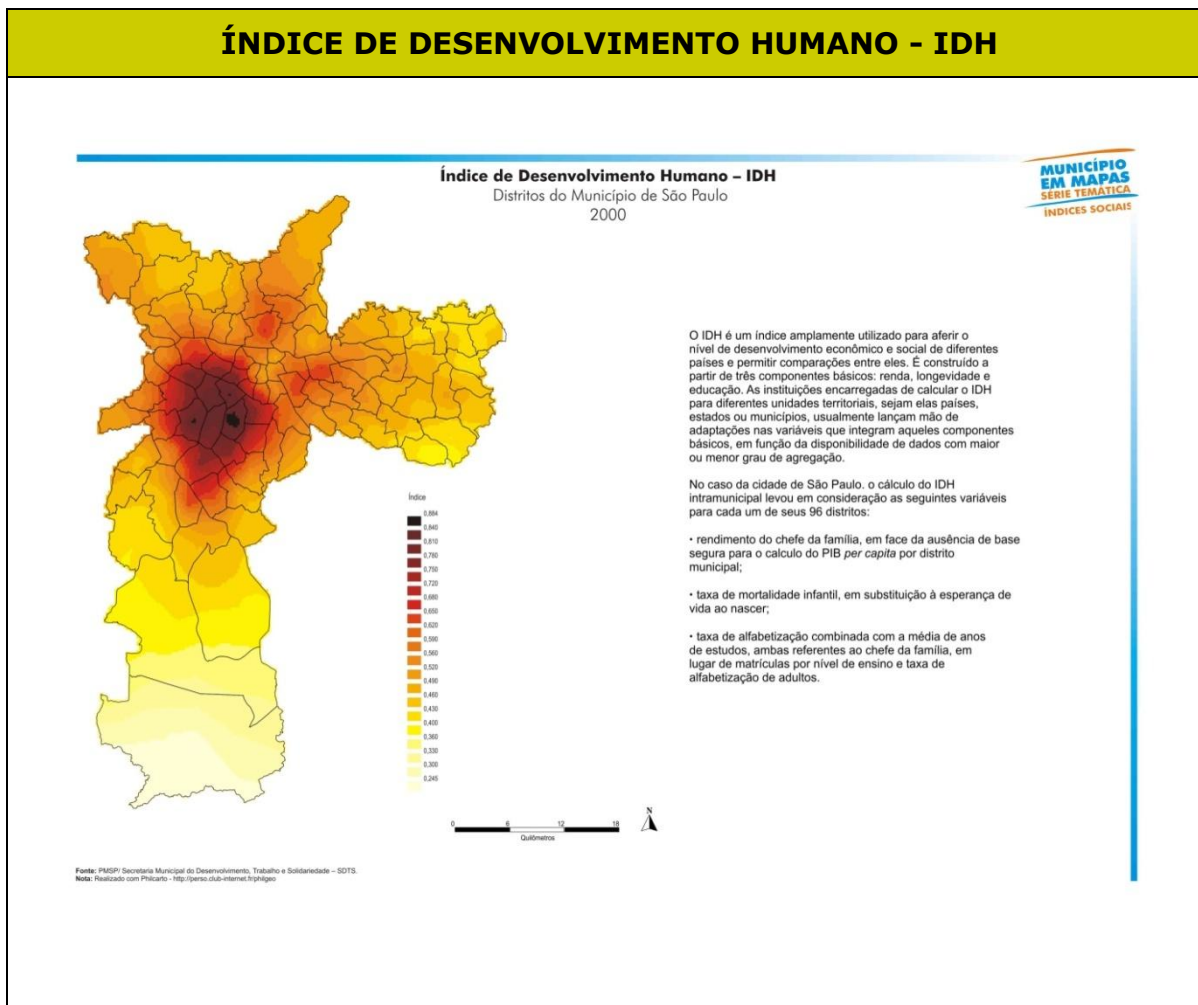 ÍNDICE DE DESENVOLVIMENTO HUMANO - IDH
Índice de Desenvolvimento Humano – IDH
Distritos do Município de São Paulo
2000
MUNICÍPIO
EM MAPAS
SÉRIE TEMÁTICA
ÍNDICES SOCIAIS
O IDH é um índice amplamente utilizado para aferir o
nível de desenvolvimento econômico e social de diferentes
países e permitir comparações entre eles. É construído a
partir de três componentes básicos: renda, longevidade e
educação. As instituições encarregadas de calcular o IDH
para diferentes unidades territoriais, sejam elas países,
estados ou municípios, usualmente lançam mão de
adaptações nas variáveis que integram aqueles componentes
básicos, em função da disponibilidade de dados com maior
ou menor grau de agregação.
No caso da cidade de São Paulo. o cálculo do IDH
intramunicipal levou em consideração as seguintes variáveis
para cada um de seus 96 distritos:
• rendimento do chefe da família, em face da ausência de base
segura para o calculo do PIB per capita por distrito
municipal;
• taxa de mortalidade infantil, em substituição à esperança de
vida ao nascer;
• taxa de alfabetização combinada com a média de anos
de estudos, ambas referentes ao chefe da família, em
lugar de matrículas por nível de ensino e taxa de
alfabetização de adultos.
Índice
0,884
0,840
0,810
0,780
0,750
0,720
0,680
0,650
0,620
0,590
0,560
0,520
0,490
0,460
0,430
0,400
0,360
0,330
0,300
0,245
0 6 12 18
Quilômetros
N
Fonte: PMSP/ Secretaria Municipal do Desenvolvimento, Trabalho e Solidariedade – SDTS.
Nota: Realizado com Philcarto - http://perso.club-internet.fr/philgeo